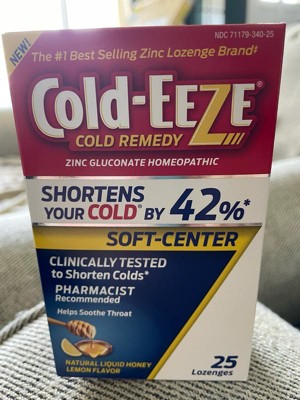 NDC 71179-340-25
NEW!
The #1 Best Selling Zinc Lozenge Brand‡
Cold-EEZE®
COLD REMEDY
ZINC GLUCONATE HOMEOPATHIC
SHORTENS
YOUR COLD* BY 42%*
SOFT-CENTER
CLINICALLY TESTED
to Shorten Colds*
PHARMACIST
Recommended
Helps Soothe Throat
NATURAL LIQUID HONEY
LEMON FLAVOR
25
Lozenges